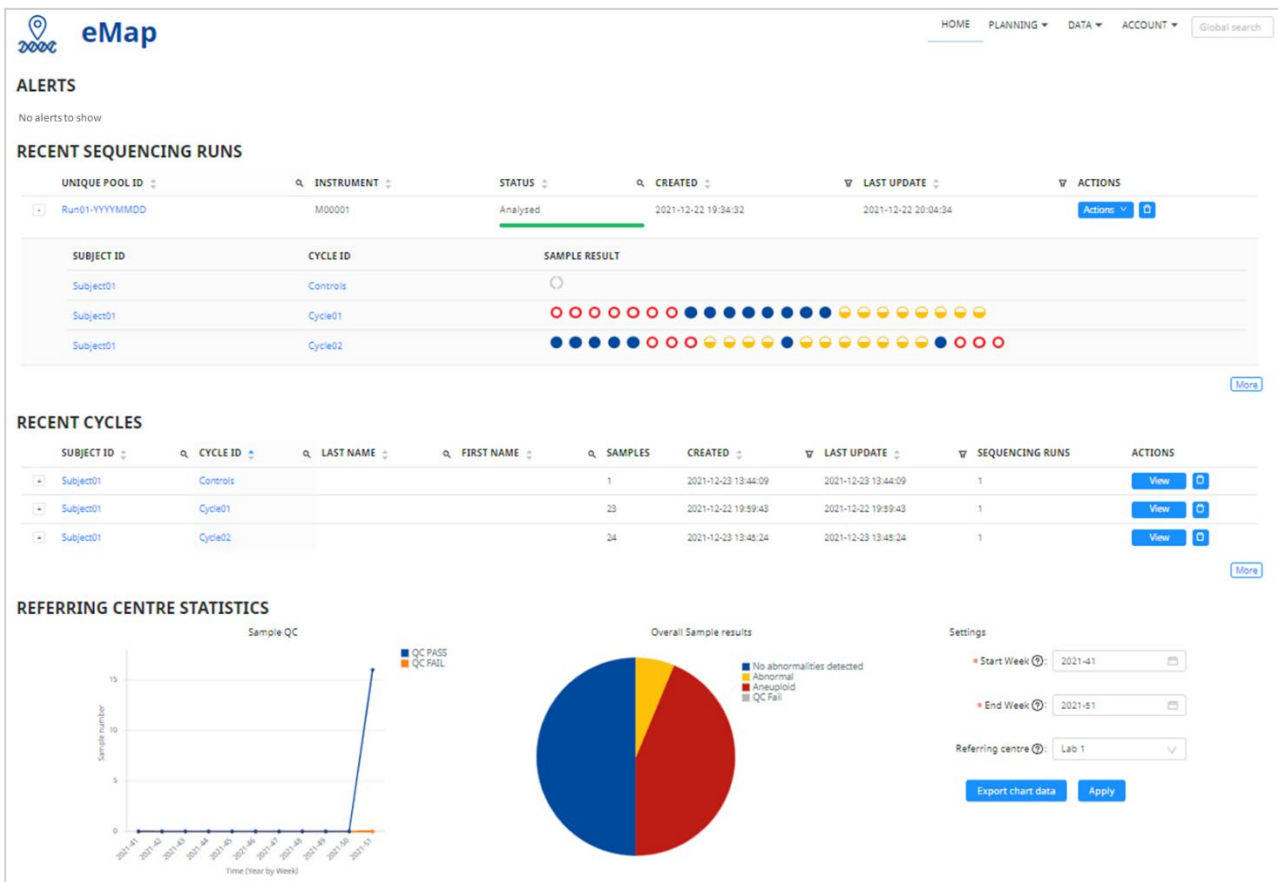 eMap
HOME PLANNING DATA ACCOUNT Global search
ALERTS
No alerts to show
RECENT SEQUENCING RUNS
UNIQUE POOL ID INSTRUMENT STATUS CREATED LAST UPDATE ACTIONS
Run01-YYYYMMDD M00001 Analysed 2021-12-22 19:34:32 2021-12-22 20:04:34 Actions
SUBJECT ID CYCLE ID SAMPLE RESULT
Subject01 Controls
Subject01 Cycle01
Subject01 Cycle02
More
RECENT CYCLES
SUBJECT ID CYCLE ID LAST NAME FIRST NAME SAMPLES CREATED LAST UPDATE SEQUENCING RUNS ACTIONS
Subject01 Controls 1 2021-12-23 13:44:09 2021-12-23 13:44:09 1 View
Subject01 Cycle01 23 2021-12-22 19:59:43 2021-12-22 19:59:43 1 View
Subject01 Cycle02 24 2021-12-23 13:48:24 2021-12-23 13:48:24 1 View
More
REFERRING CENTRE STATISTICS
Sample QC
QC PASS
QC FAIL
15
10
5
0
Sample number
2021-41 2021-42 2021-43 2021-44 2021-45 2021-46 2021-47 2021-48 2021-49 2021-50 2021-51
Time (Year by Week)
Overall Sample results
No abnormalities detected
Abnormal
Aneuploid
QC Fail
Settings
* Start Week ?: 2021-41
* End Week ?: 2021-51
Referring centre ?: Lab 1
Export chart data Apply